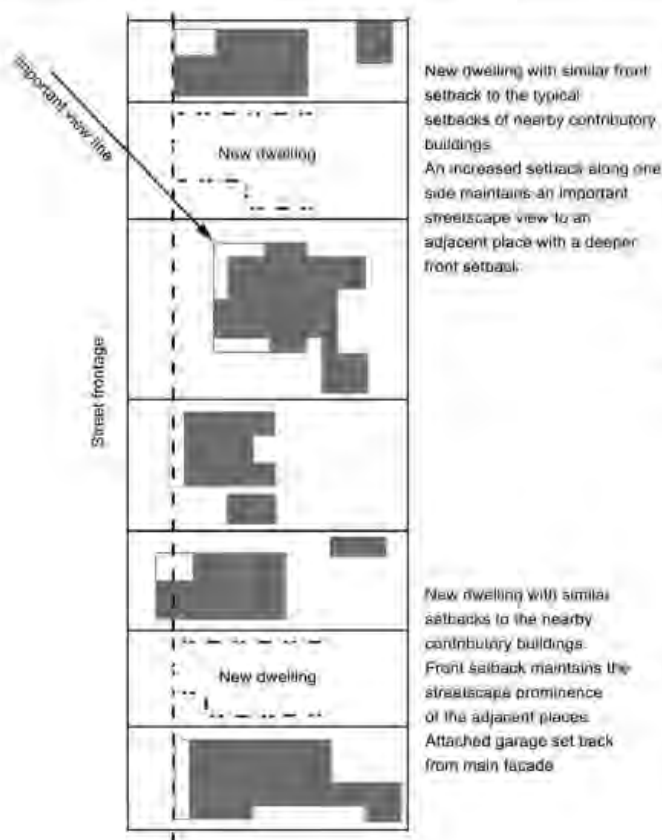 important view line
New dwelling
Street frontage
New dwelling
New dwelling with similar front
setback to the typical
setbacks of nearby contributory
buildings
An increased setback along one
side maintains an important
streetscape view to an
adjacent place with a deeper
front setback
New dwelling with similar
setbacks to the nearby
contributory buildings.
Front setback maintains the
streetscape prominence
of the adjacent places
Attached garage set back
from main facade